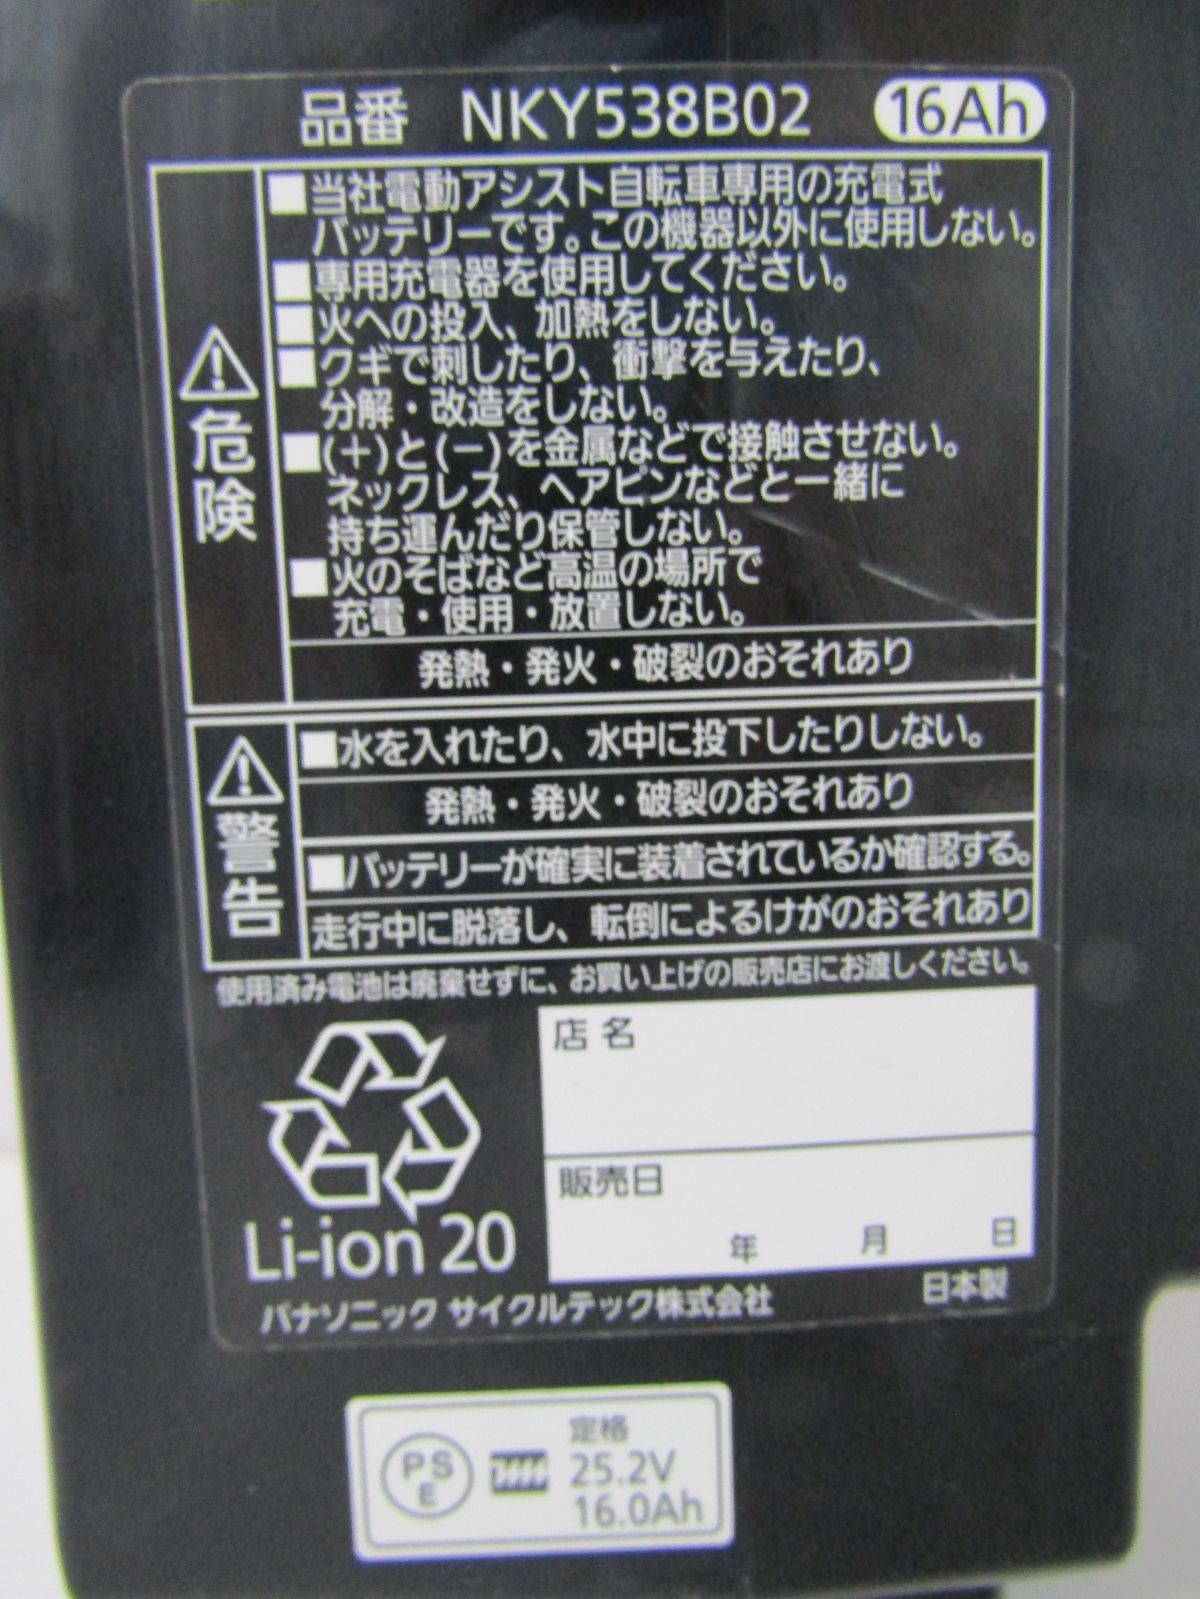 品番 NKY538B02 16Ah
危険
■当社電動アシスト自転車専用の充電式
バッテリーです。この機器以外に使用しない。
■専用充電器を使用してください。
■火への投入、加熱をしない。
■クギで刺したり、衝撃を与えたり、
分解・改造をしない。
■(+)と(−)を金属などで接触させない。
ネックレス、ヘアピンなどと一緒に
持ち運んだり保管しない。
■火のそばなど高温の場所で
充電・使用・放置しない。
発熱・発火・破裂のおそれあり
警告
■水を入れたり、水中に投下したりしない。
発熱・発火・破裂のおそれあり
■バッテリーが確実に装着されているか確認する。
走行中に脱落し、転倒によるけがのおそれあり
使用済み電池は廃棄せずに、お買い上げの販売店にお渡しください。
店名
販売日
年 月 日
Li-ion 20
パナソニック サイクルテック株式会社 日本製
PSE
定格
25.2V
16.0Ah